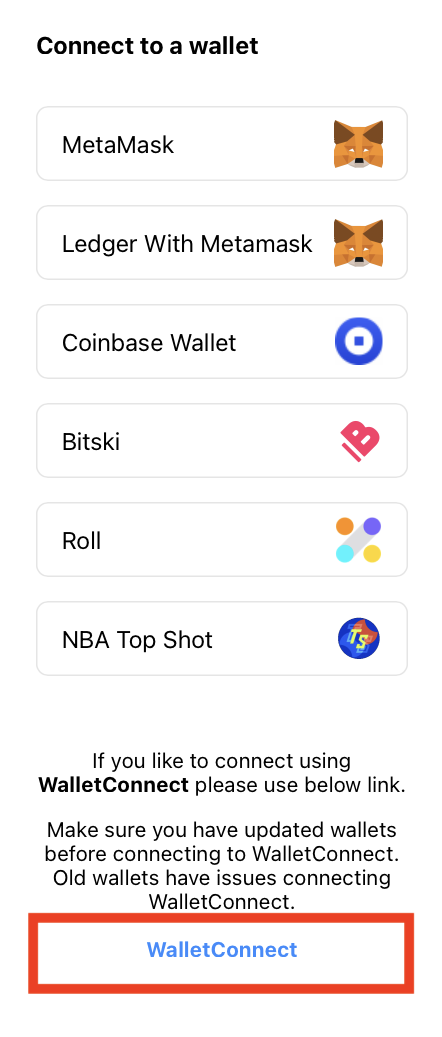 Connect to a wallet
MetaMask
Ledger With Metamask
Coinbase Wallet
Bitski
B
Roll
NBA Top Shot
TS
If you like to connect using
WalletConnect please use below link.
Make sure you have updated wallets
before connecting to WalletConnect.
Old wallets have issues connecting
WalletConnect.
WalletConnect